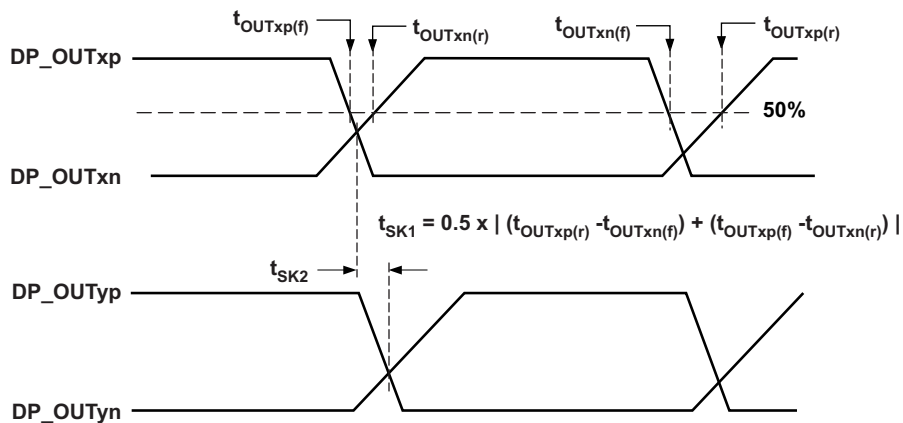 tOUTxp(f) tOUTxn(r) tOUTxn(f) tOUTxp(r)
DP_OUTxp
50%
DP_OUTxn
tSK1 = 0.5 x | (tOUTxp(r) -tOUTxn(f)) + (tOUTxp(f) -tOUTxn(r)) |
tSK2
DP_OUTyp
DP_OUTyn